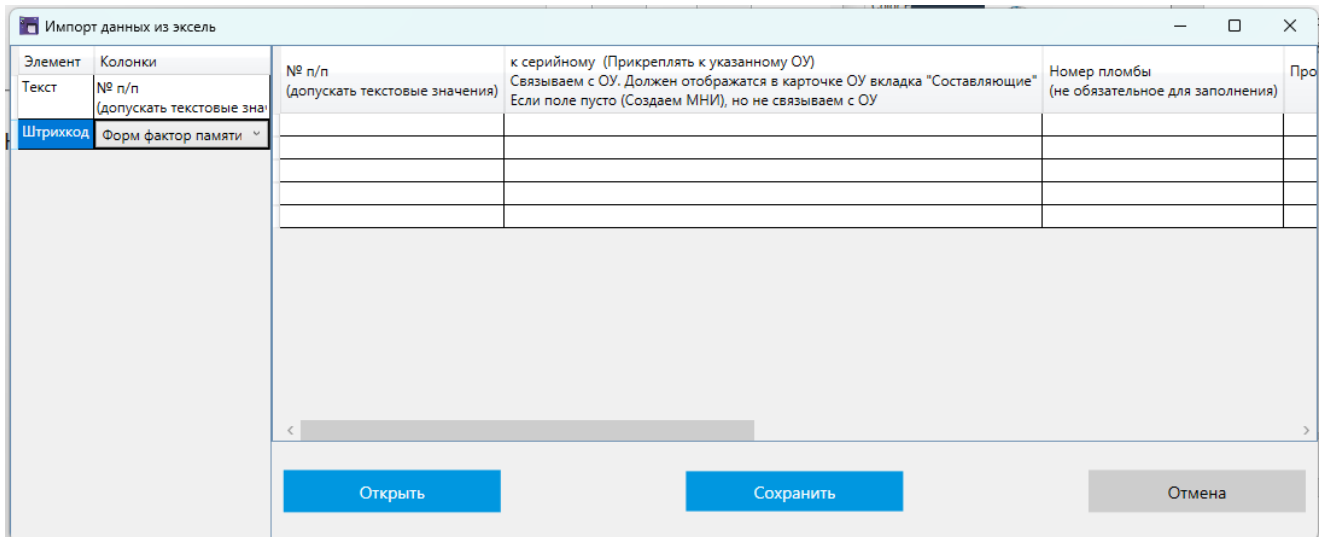 Импорт данных из эксель
Элемент Колонки
Текст № п/п
(допускать текстовые знач
Штрихкод Форм фактор памяти
№ п/п
(допускать текстовые значения)
к серийному (Прикреплять к указанному ОУ)
Связываем с ОУ. Должен отображатся в карточке ОУ вкладка "Составляющие"
Если поле пусто (Создаем МНИ), но не связываем с ОУ
Номер пломбы
(не обязательное для заполнения)
Про
Открыть
Сохранить
Отмена